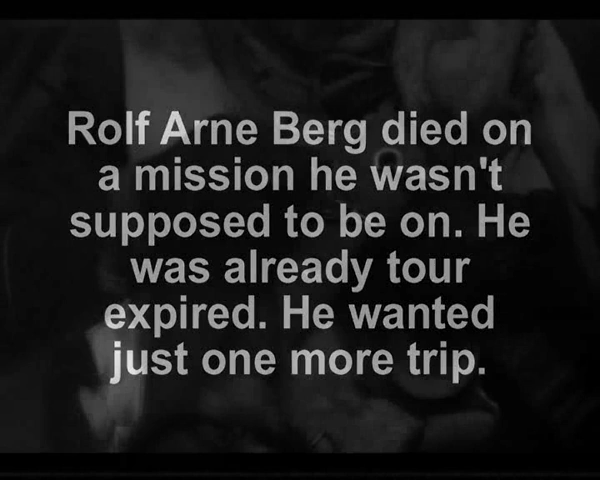 Rolf Arne Berg died on
a mission he wasn't
supposed to be on. He
was already tour
expired. He wanted
just one more trip.